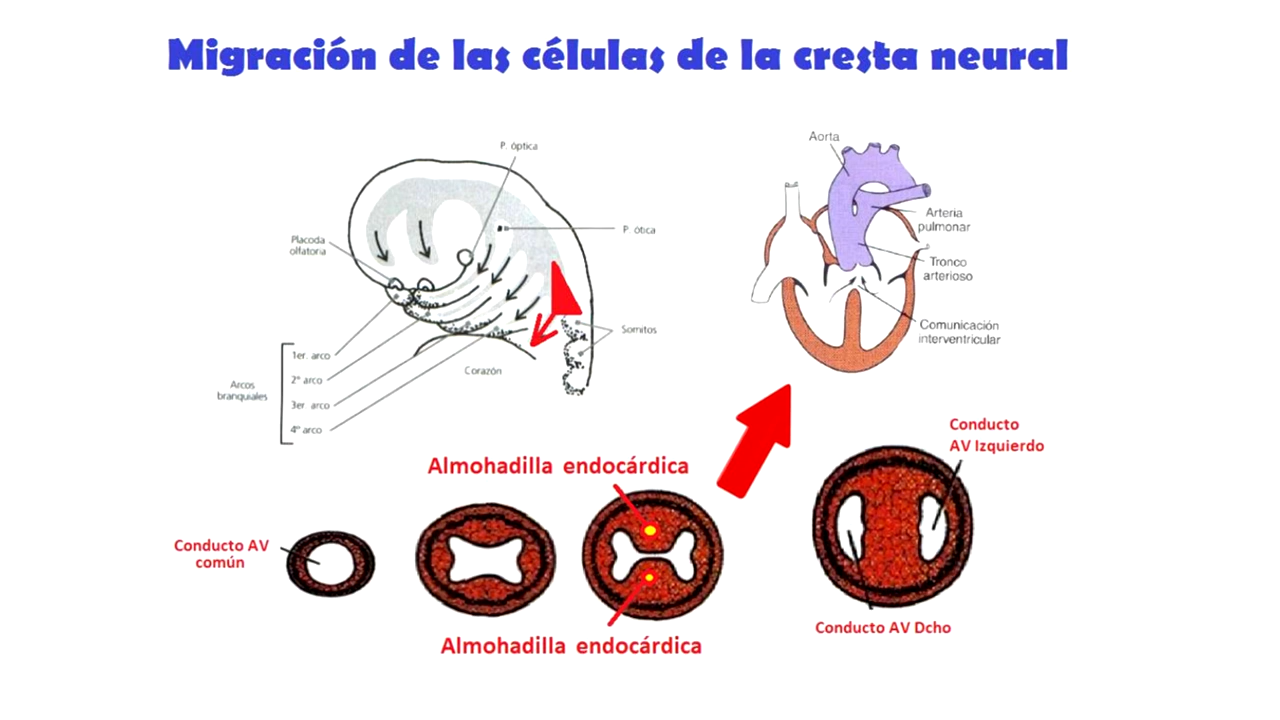 Migración de las células de la cresta neural
P. óptica
Placoda
olfatoria
P. ótica
Somitos
Corazón
Arcos
branquiales
1er. arco
2º arco
3er. arco
4º arco
Aorta
Arteria
pulmonar
Tronco
arterioso
Comunicación
interventricular
Almohadilla endocárdica
Conducto AV
común
Almohadilla endocárdica
Conducto
AV Izquierdo
Conducto AV Dcho